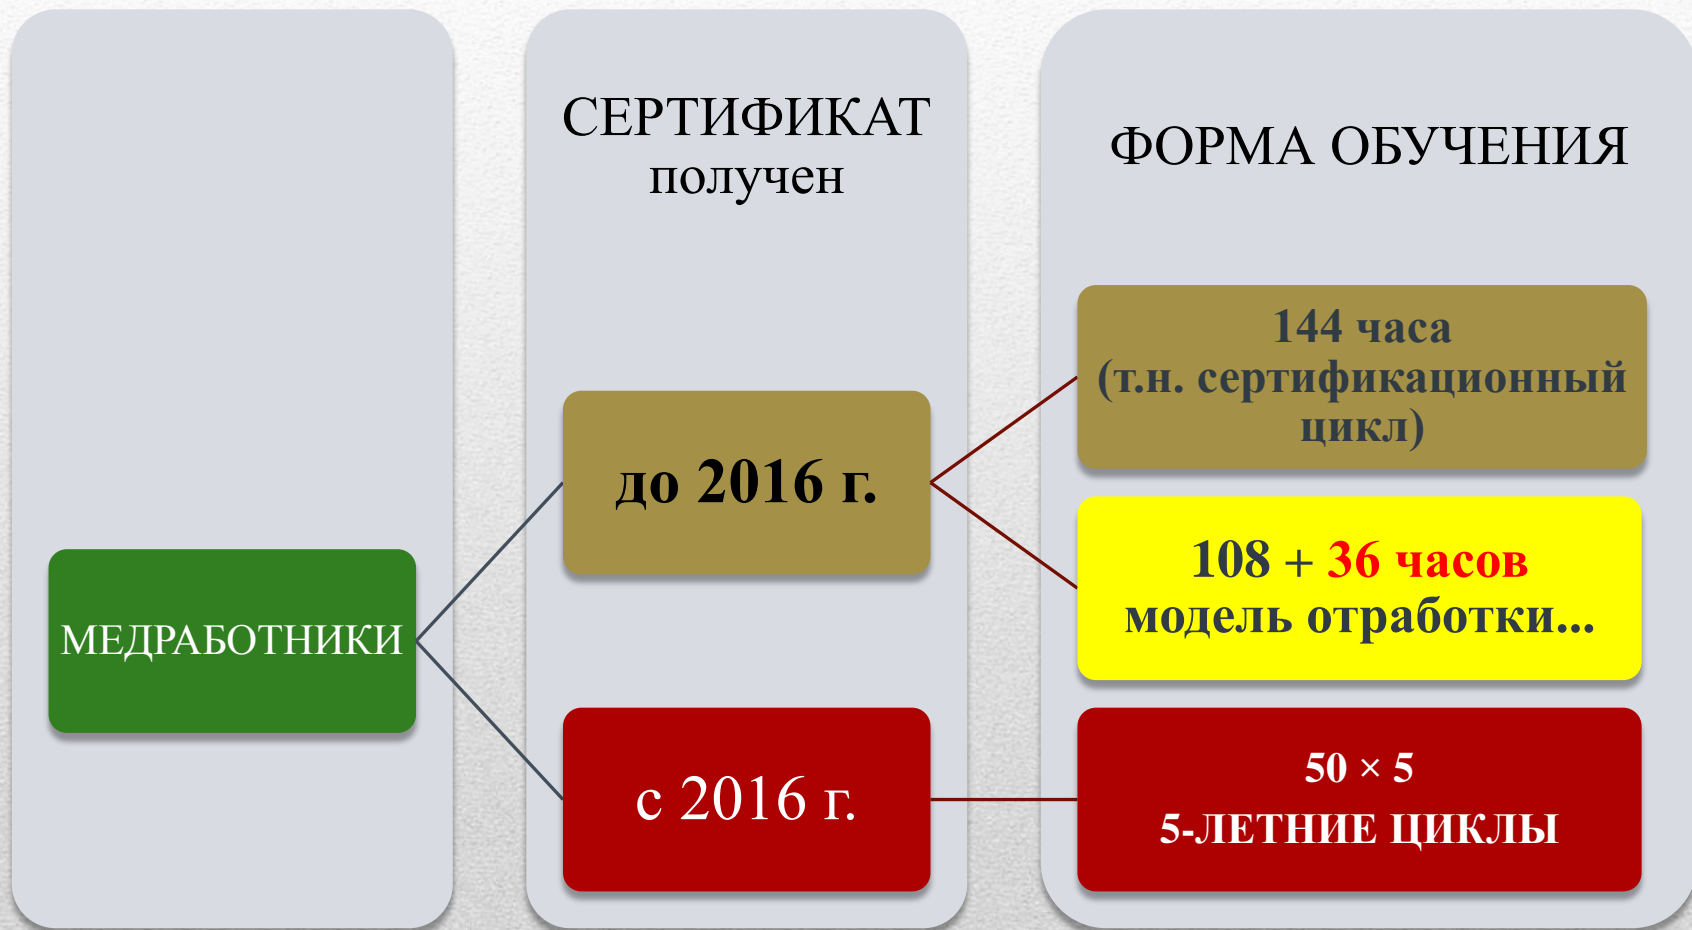 СЕРТИФИКАТ
получен
ФОРМА ОБУЧЕНИЯ
МЕДРАБОТНИКИ
до 2016 г.
с 2016 г.
144 часа
(т.н. сертификационный
цикл)
108 + 36 часов
модель отработки...
50 × 5
5-ЛЕТНИЕ ЦИКЛЫ